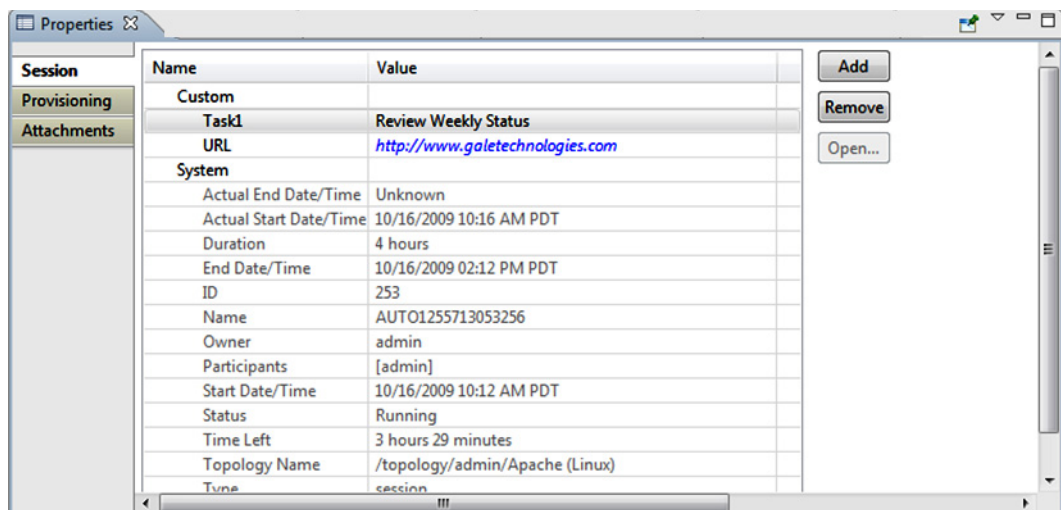 Properties
Session
Provisioning
Attachments
Name Value
Custom
Task1 Review Weekly Status
URL http://www.galetechnologies.com
System
Actual End Date/Time Unknown
Actual Start Date/Time 10/16/2009 10:16 AM PDT
Duration 4 hours
End Date/Time 10/16/2009 02:12 PM PDT
ID 253
Name AUTO1255713053256
Owner admin
Participants [admin]
Start Date/Time 10/16/2009 10:12 AM PDT
Status Running
Time Left 3 hours 29 minutes
Topology Name /topology/admin/Apache (Linux)
Type session
Add
Remove
Open...